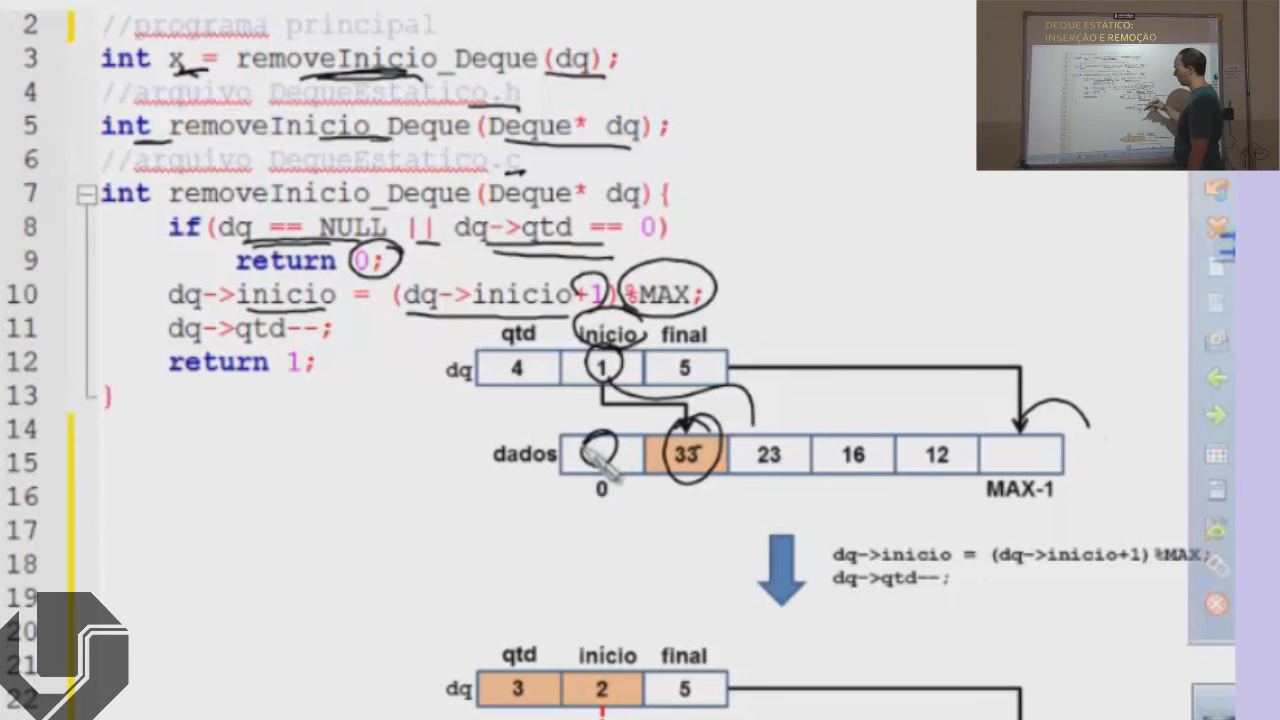 DEQUE ESTÁTICO:
INSERÇÃO E REMOÇÃO
2 //programa principal
3 int x = removeInicio_Deque(dq);
4 //arquivo DequeEstatico.h
5 int removeInicio_Deque(Deque* dq);
6 //arquivo DequeEstatico.c
7 int removeInicio_Deque(Deque* dq){
8 if(dq == NULL || dq->qtd == 0)
9 return 0;
10 dq->inicio = (dq->inicio+1)%MAX;
11 dq->qtd--;
12 return 1;
13 }
14
15
16
17
18
19
20
21
22
qtd inicio final
dq 4 1 5
dados 33 23 16 12
0 MAX-1
dq->inicio = (dq->inicio+1)%MAX;
dq->qtd--;
qtd inicio final
dq 3 2 5